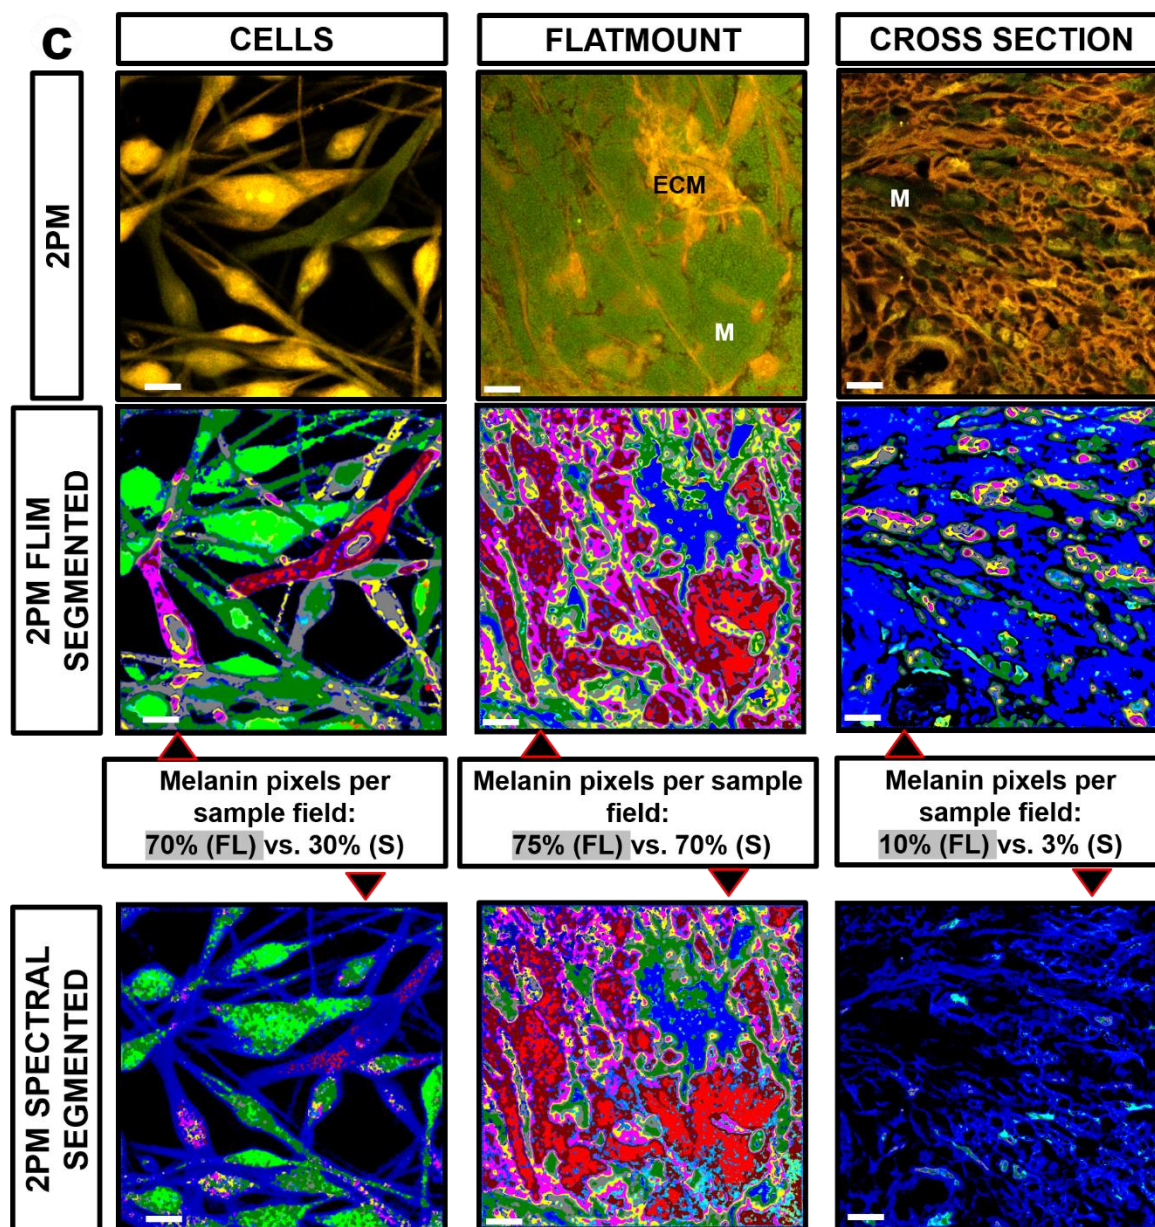 C
CELLS
FLATMOUNT
CROSS SECTION
2PM
ECM
M
M
2PM FLIM
SEGMENTED
Melanin pixels per
sample field:
70% (FL) vs. 30% (S)
Melanin pixels per sample
field:
75% (FL) vs. 70% (S)
Melanin pixels per
sample field:
10% (FL) vs. 3% (S)
2PM SPECTRAL
SEGMENTED